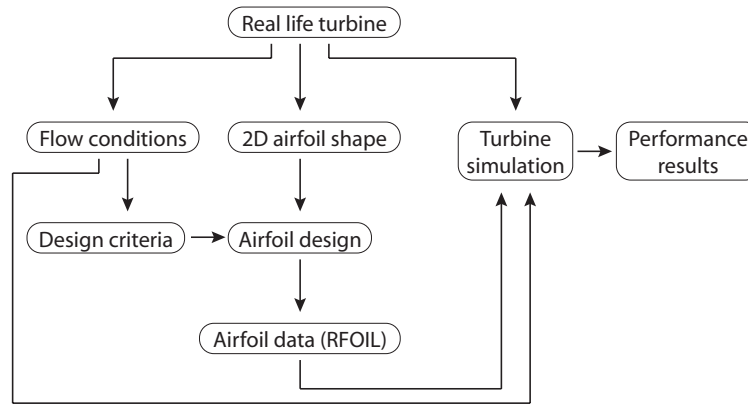 Real life turbine
Flow conditions
2D airfoil shape
Turbine
simulation
Performance
results
Design criteria
Airfoil design
Airfoil data (RFOIL)